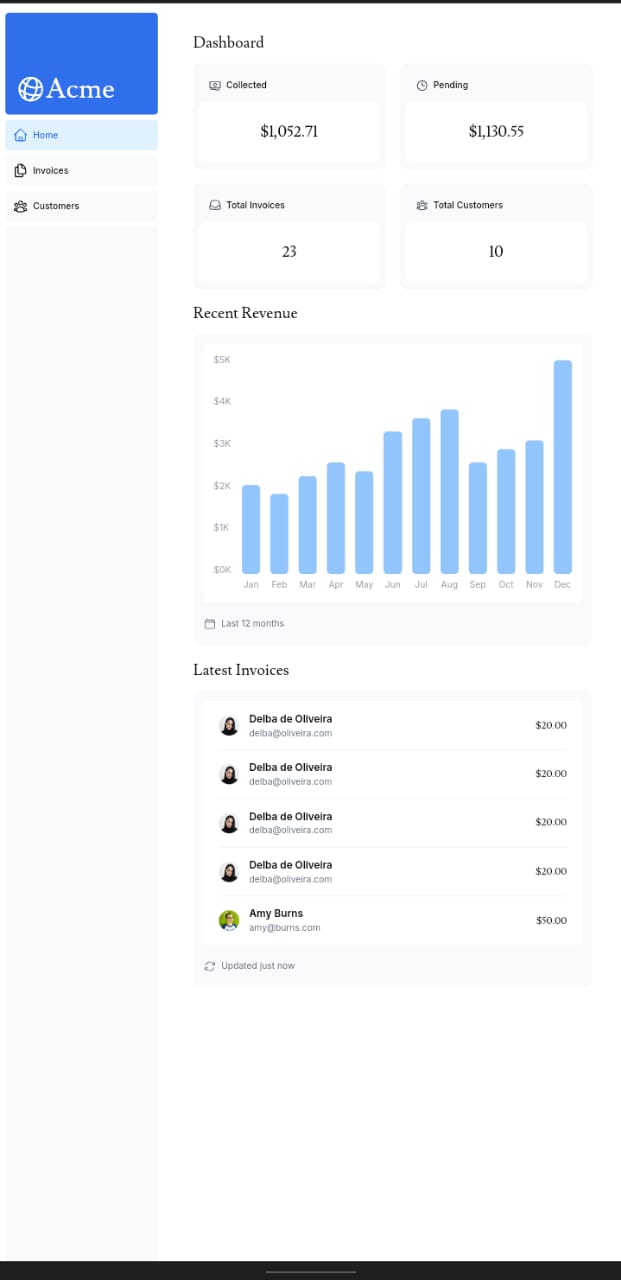 Acme
Home
Invoices
Customers
Dashboard
Collected
$1,052.71
Pending
$1,130.55
Total Invoices
23
Total Customers
10
Recent Revenue
$5K
$4K
$3K
$2K
$1K
$0K
Jan Feb Mar Apr May Jun Jul Aug Sep Oct Nov Dec
Last 12 months
Latest Invoices
Delba de Oliveira
delba@oliveira.com
$20.00
Delba de Oliveira
delba@oliveira.com
$20.00
Delba de Oliveira
delba@oliveira.com
$20.00
Delba de Oliveira
delba@oliveira.com
$20.00
Amy Burns
amy@burns.com
$50.00
Updated just now